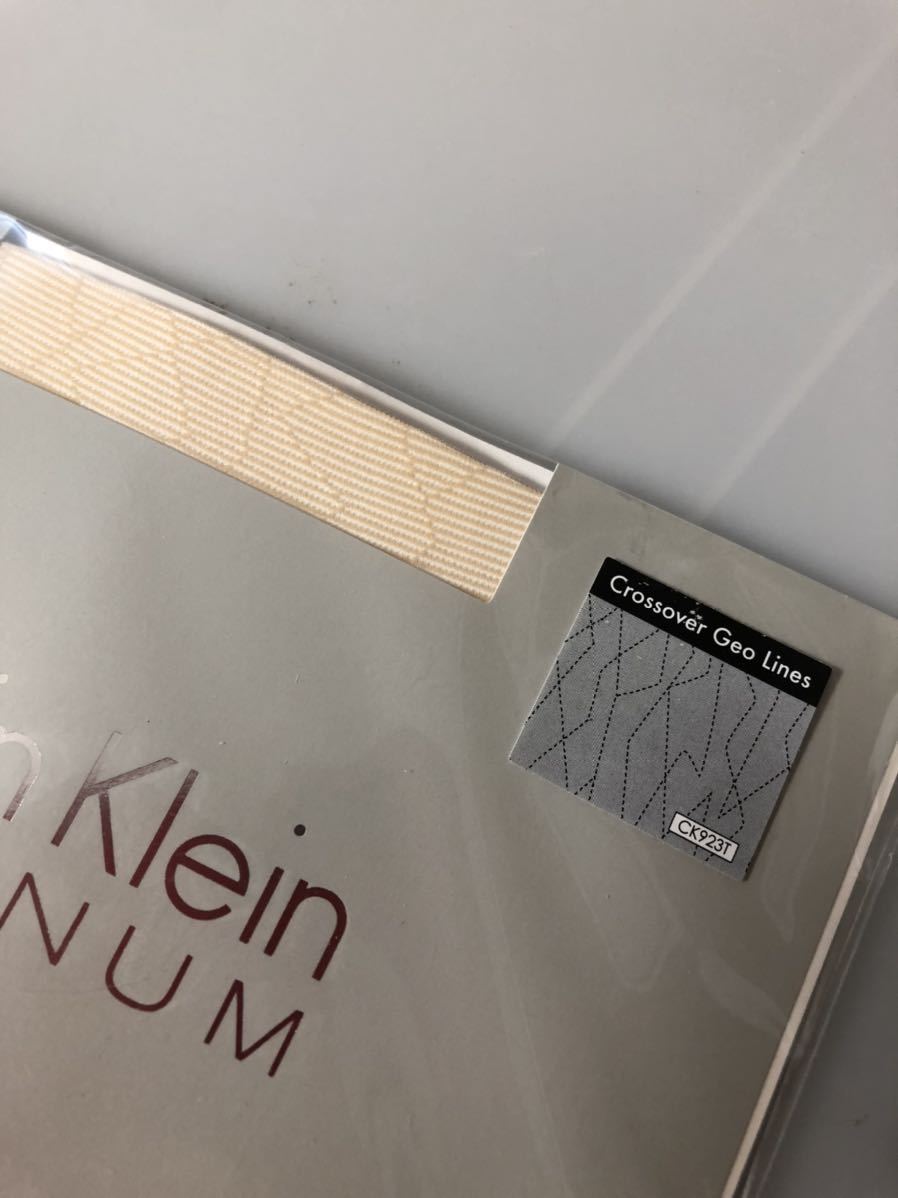 Crossover Geo Lines
CK923T
n Klein
NUM